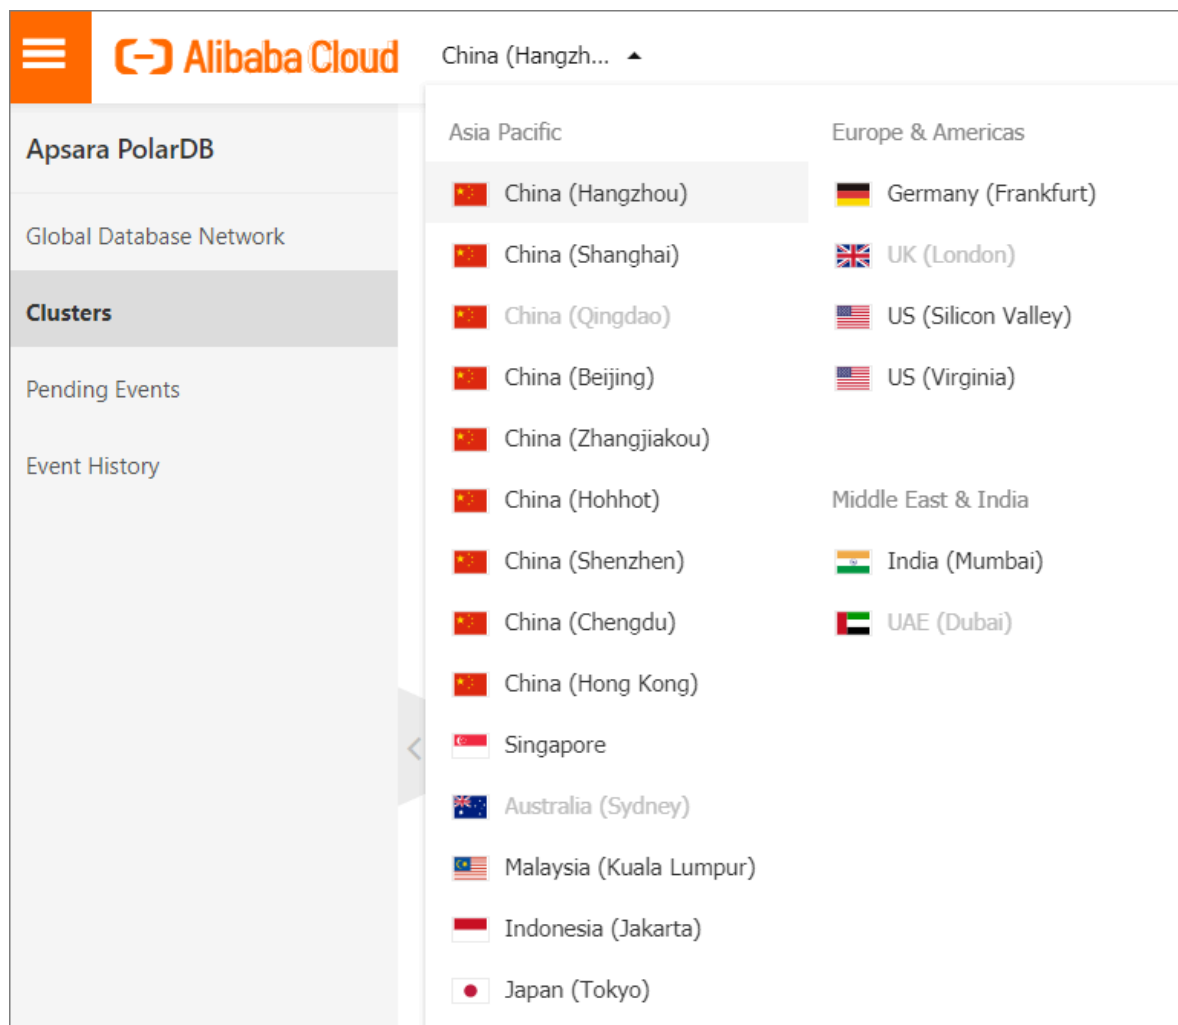 Alibaba Cloud
China (Hangzh...
Apsara PolarDB
Global Database Network
Clusters
Pending Events
Event History
Asia Pacific
China (Hangzhou)
China (Shanghai)
China (Qingdao)
China (Beijing)
China (Zhangjiakou)
China (Hohhot)
China (Shenzhen)
China (Chengdu)
China (Hong Kong)
Singapore
Australia (Sydney)
Malaysia (Kuala Lumpur)
Indonesia (Jakarta)
Japan (Tokyo)
Europe & Americas
Germany (Frankfurt)
UK (London)
US (Silicon Valley)
US (Virginia)
Middle East & India
India (Mumbai)
UAE (Dubai)